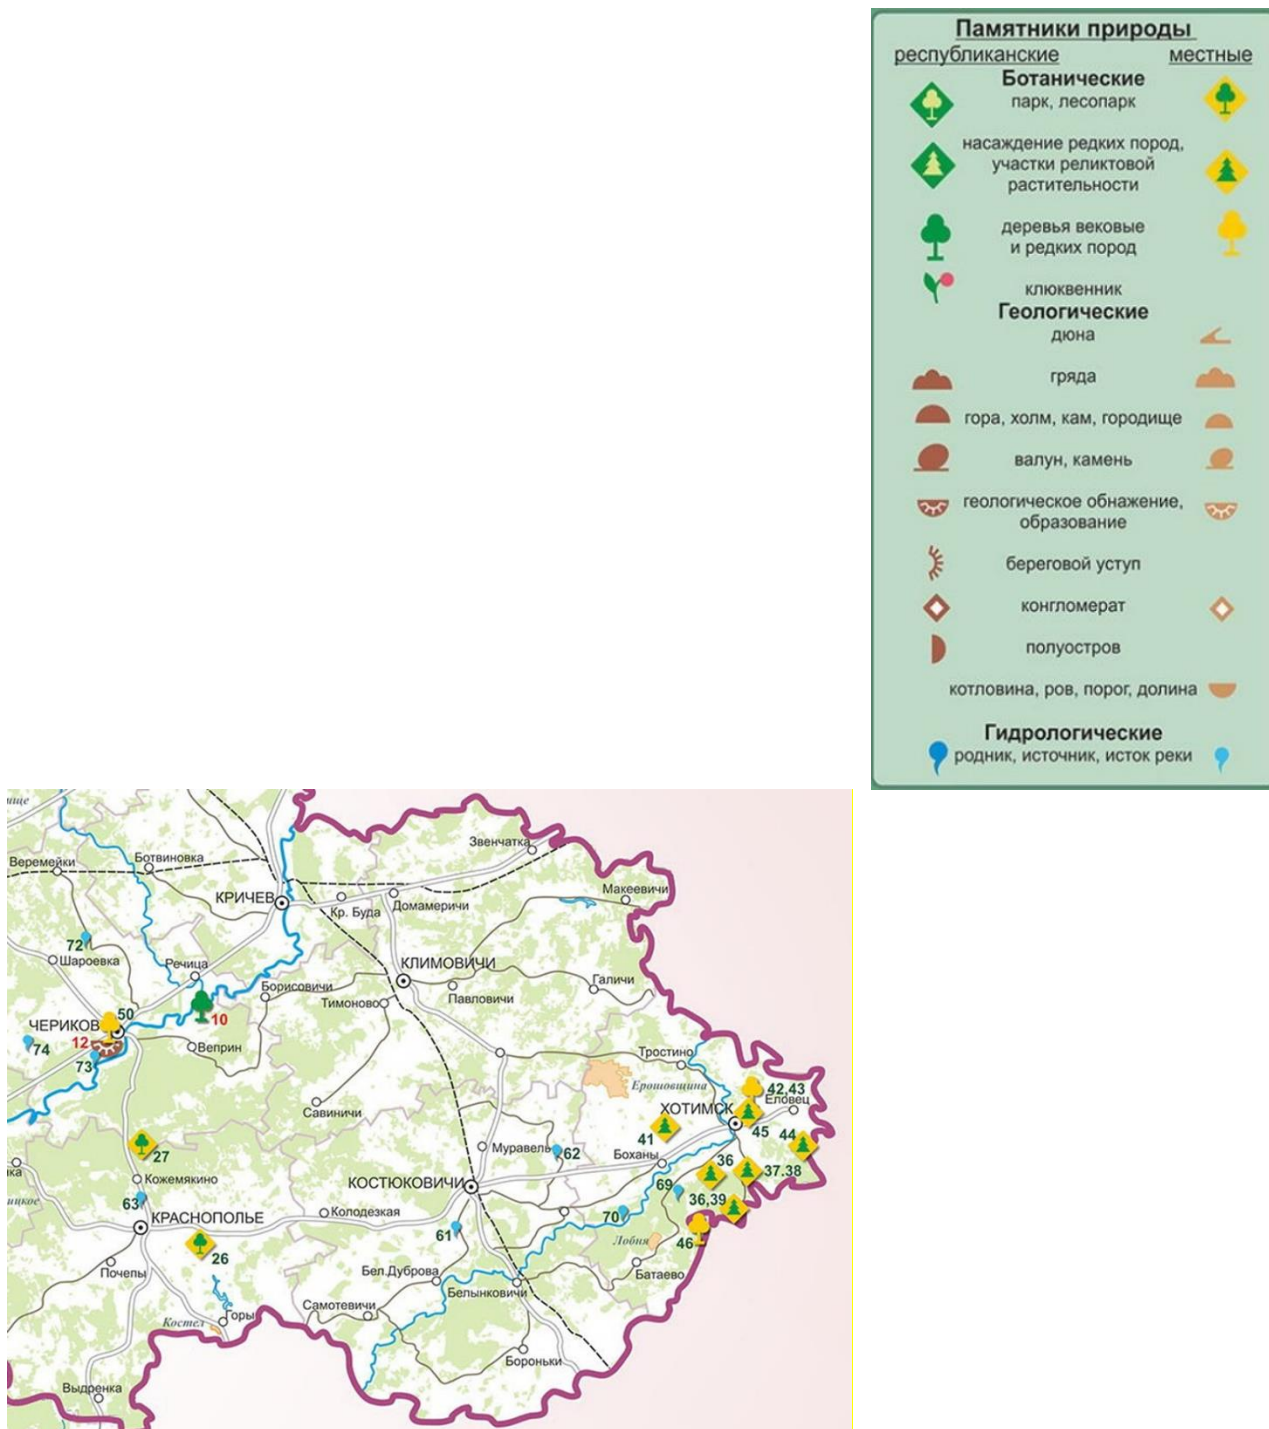 Памятники природы
республиканские местные
Ботанические
парк, лесопарк
насаждение редких пород,
участки реликтовой
растительности
деревья вековые
и редких пород
клюквенник
Геологические
дюна
гряда
гора, холм, кам, городище
валун, камень
геологическое обнажение,
образование
береговой уступ
конгломерат
полуостров
котловина, ров, порог, долина
Гидрологические
родник, источник, исток реки
Звенчатка
Веремейки
Ботвиновка
Макеевичи
КРИЧЕВ
Кр. Буда
Домамеричи
72
Шароевка
Речица
КЛИМОВИЧИ
Борисовичи
Галичи
Тимоново
Павловичи
50
10
ЧЕРИКОВ
12
74
73
Веприн
Тростино
Ерошовщина
42,43
Еловец
ХОТИМСК
Савиничи
41
45
44
27
Муравель
62
Боханы
36
37.38
Кожемякино
63
КОСТЮКОВИЧИ
69
36,39
КРАСНОПОЛЬЕ
Колодезкая
70
61
46
Лобня
26
Почепы
Бел.Дуброва
Батаево
Белынковичи
Самотевичи
Горы
Костел
Бороньки
Выдренка